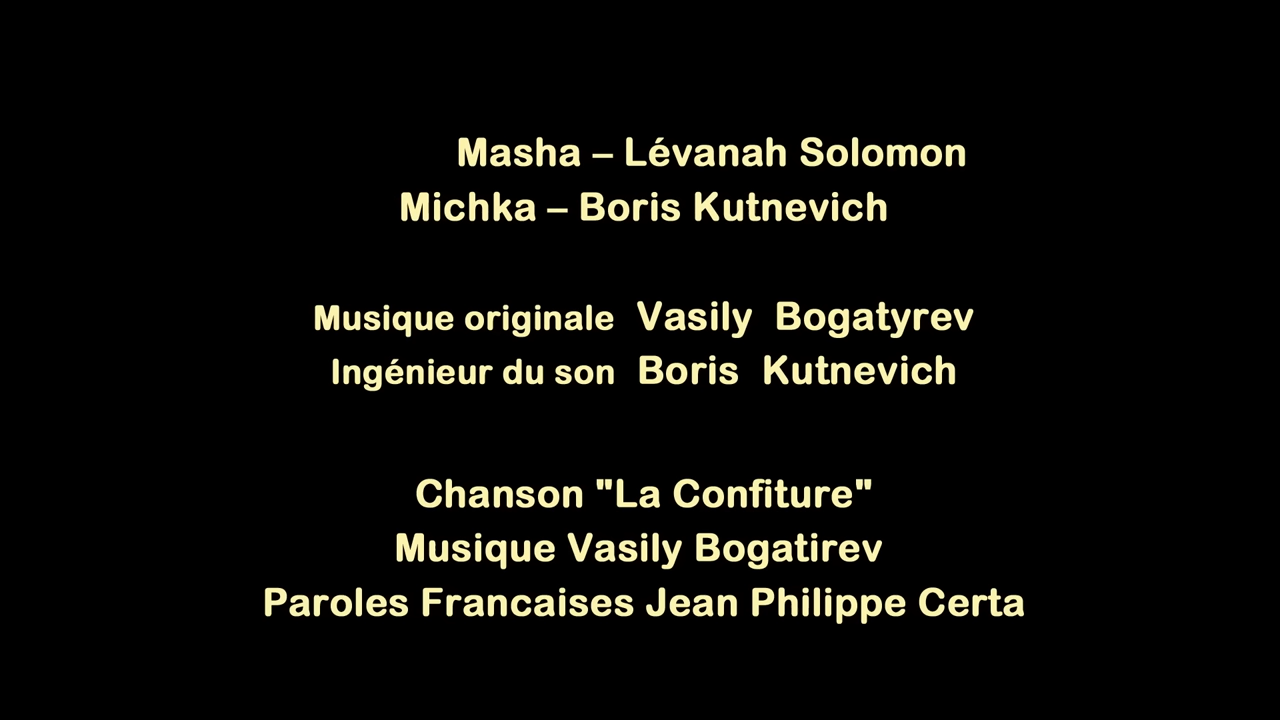 Masha – Lévanah Solomon
Michka – Boris Kutnevich
Musique originale Vasily Bogatyrev
Ingénieur du son Boris Kutnevich
Chanson "La Confiture"
Musique Vasily Bogatirev
Paroles Francaises Jean Philippe Certa